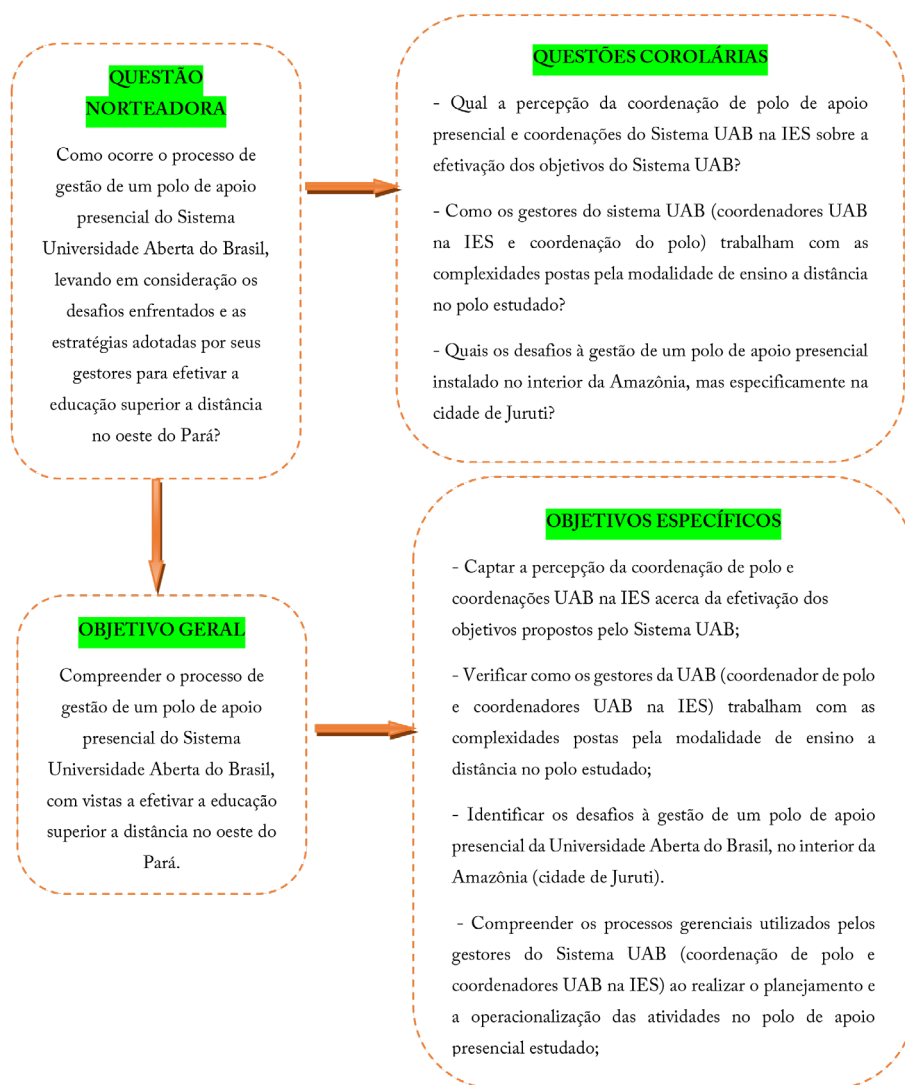 QUESTÃO
NORTEADORA
Como ocorre o processo de
gestão de um polo de apoio
presencial do Sistema
Universidade Aberta do Brasil,
levando em consideração os
desafios enfrentados e as
estratégias adotadas por seus
gestores para efetivar a
educação superior a distância
no oeste do Pará?
QUESTÕES COROLÁRIAS
- Qual a percepção da coordenação de polo de apoio
presencial e coordenações do Sistema UAB na IES sobre a
efetivação dos objetivos do Sistema UAB?
- Como os gestores do sistema UAB (coordenadores UAB
na IES e coordenação do polo) trabalham com as
complexidades postas pela modalidade de ensino a distância
no polo estudado?
- Quais os desafios à gestão de um polo de apoio presencial
instalado no interior da Amazônia, mas especificamente na
cidade de Juruti?
OBJETIVO GERAL
Compreender o processo de
gestão de um polo de apoio
presencial do Sistema
Universidade Aberta do Brasil,
com vistas a efetivar a educação
superior a distância no oeste do
Pará.
OBJETIVOS ESPECÍFICOS
- Captar a percepção da coordenação de polo e
coordenações UAB na IES acerca da efetivação dos
objetivos propostos pelo Sistema UAB;
- Verificar como os gestores da UAB (coordenador de polo
e coordenadores UAB na IES) trabalham com as
complexidades postas pela modalidade de ensino a
distância no polo estudado;
- Identificar os desafios à gestão de um polo de apoio
presencial da Universidade Aberta do Brasil, no interior da
Amazônia (cidade de Juruti).
- Compreender os processos gerenciais utilizados pelos
gestores do Sistema UAB (coordenação de polo e
coordenadores UAB na IES) ao realizar o planejamento e
a operacionalização das atividades no polo de apoio
presencial estudado;